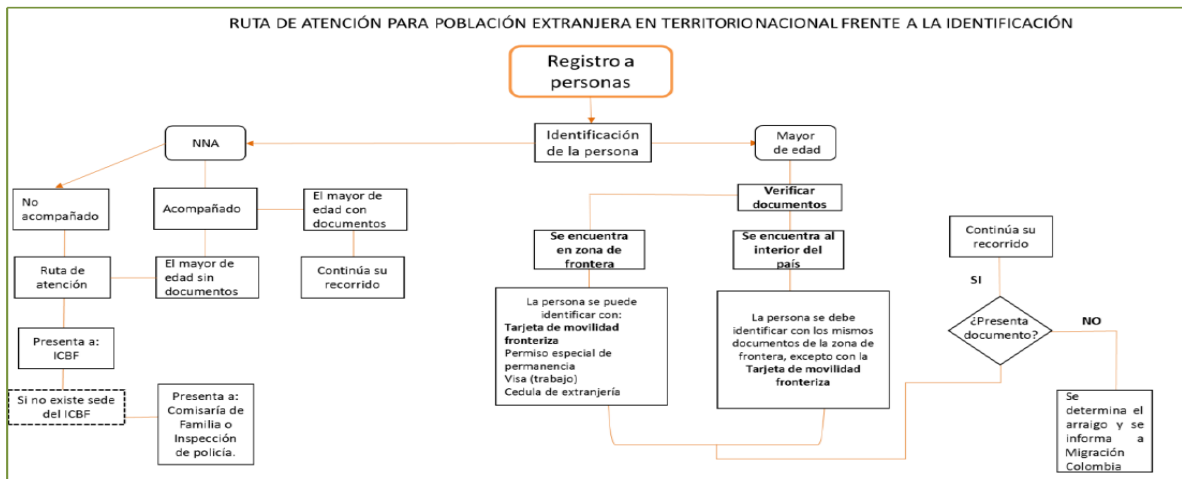 RUTA DE ATENCIÓN PARA POBLACIÓN EXTRANJERA EN TERRITORIO NACIONAL FRENTE A LA IDENTIFICACIÓN
Registro a
personas
Identificación
de la persona
NNA
Mayor
de edad
No
acompañado
Acompañado
El mayor de
edad con
documentos
Verificar
documentos
Ruta de
atención
El mayor de
edad sin
documentos
Continúa su
recorrido
Se encuentra
en zona de
frontera
Se encuentra al
interior del
país
Continúa su
recorrido
SI
Presenta a:
ICBF
La persona se puede
identificar con:
Tarjeta de movilidad
fronteriza
Permiso especial de
permanencia
Visa (trabajo)
Cedula de extranjería
La persona se debe
identificar con los mismos
documentos de la zona de
frontera, excepto con la
Tarjeta de movilidad
fronteriza
¿Presenta
documento?
NO
Si no existe sede
del ICBF
Presenta a:
Comisaría de
Familia o
Inspección
de policía.
Se
determina el
arraigo y se
informa a
Migración
Colombia